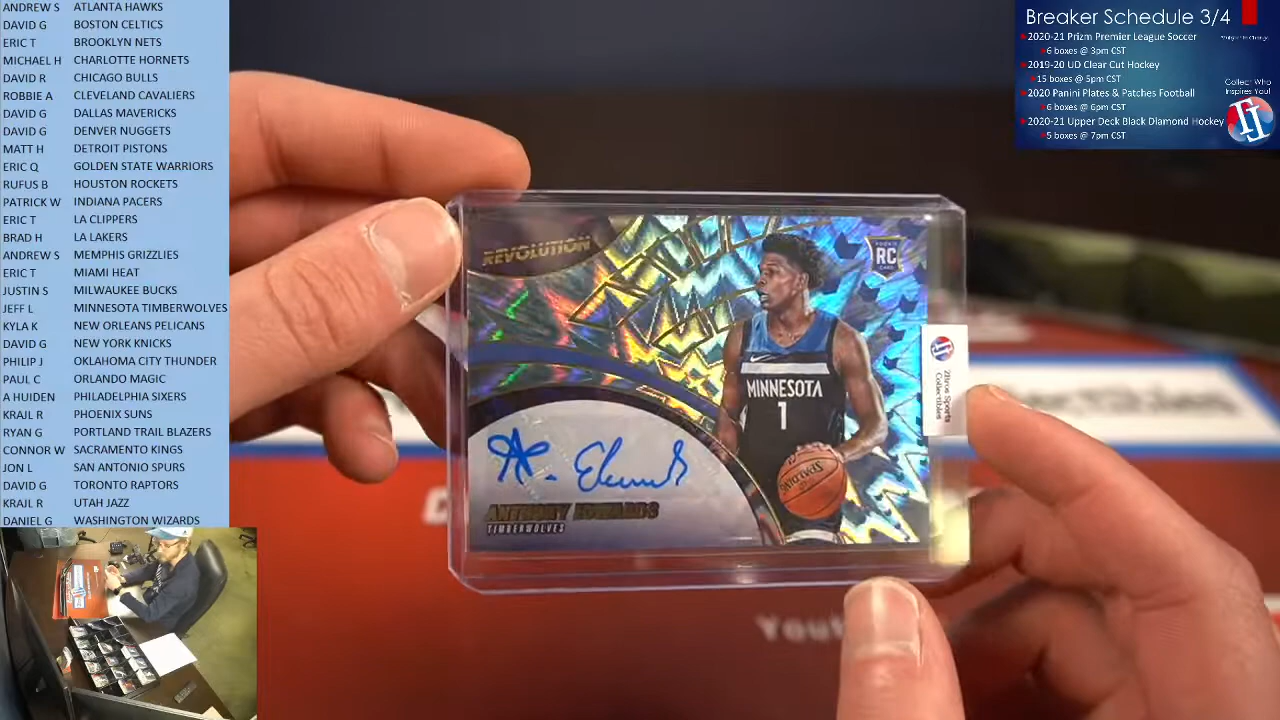 ANDREW S ATLANTA HAWKS
DAVID G BOSTON CELTICS
ERIC T BROOKLYN NETS
MICHAEL H CHARLOTTE HORNETS
DAVID R CHICAGO BULLS
ROBBIE A CLEVELAND CAVALIERS
DAVID G DALLAS MAVERICKS
DAVID G DENVER NUGGETS
MATT H DETROIT PISTONS
ERIC Q GOLDEN STATE WARRIORS
RUFUS B HOUSTON ROCKETS
PATRICK W INDIANA PACERS
ERIC T LA CLIPPERS
BRAD H LA LAKERS
ANDREW S MEMPHIS GRIZZLIES
ERIC T MIAMI HEAT
JUSTIN S MILWAUKEE BUCKS
JEFF L MINNESOTA TIMBERWOLVES
KYLA K NEW ORLEANS PELICANS
DAVID G NEW YORK KNICKS
PHILIP J OKLAHOMA CITY THUNDER
PAUL C ORLANDO MAGIC
A HUIDEN PHILADELPHIA SIXERS
KRAIL R PHOENIX SUNS
RYAN G PORTLAND TRAIL BLAZERS
CONNOR W SACRAMENTO KINGS
JON L SAN ANTONIO SPURS
DAVID G TORONTO RAPTORS
KRAIL R UTAH JAZZ
DANIEL G WASHINGTON WIZARDS
Breaker Schedule 3/4
2020-21 Prizm Premier League Soccer
6 boxes @ 3pm CST
2019-20 UD Clear Cut Hockey
15 boxes @ 5pm CST
2020 Panini Plates & Patches Football
6 boxes @ 6pm CST
2020-21 Upper Deck Black Diamond Hockey
5 boxes @ 7pm CST
Collect Who
Inspires You!
REVOLUTION
RC
MINNESOTA
1
SPALDING
ANTHONY EDWARDS
TIMBERWOLVES
Sports
Collectibles